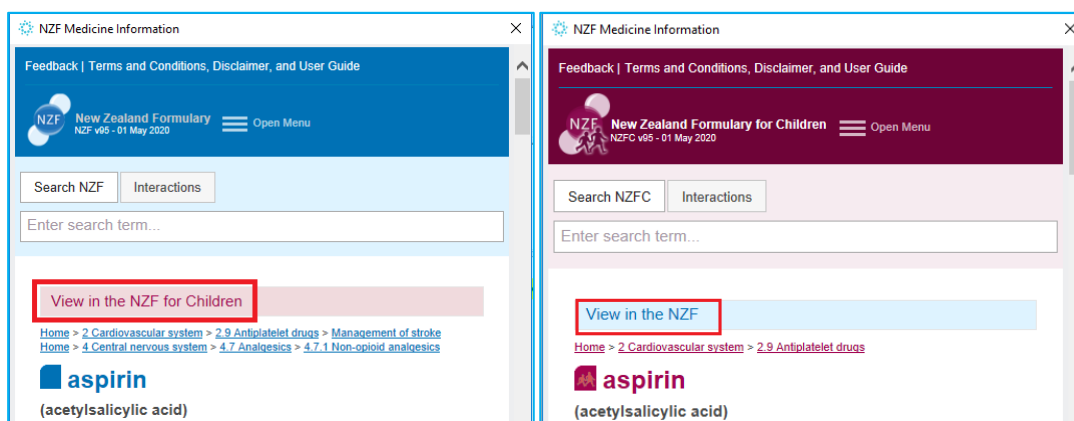 NZF Medicine Information
Feedback | Terms and Conditions, Disclaimer, and User Guide
NZF
New Zealand Formulary
NZF v95 - 01 May 2020
Open Menu
Search NZF
Interactions
Enter search term...
View in the NZF for Children
Home > 2 Cardiovascular system > 2.9 Antiplatelet drugs > Management of stroke
Home > 4 Central nervous system > 4.7 Analgesics > 4.7.1 Non-opioid analgesics
aspirin
(acetylsalicylic acid)
NZF Medicine Information
Feedback | Terms and Conditions, Disclaimer, and User Guide
NZF
New Zealand Formulary for Children
NZFC v95 - 01 May 2020
Open Menu
Search NZFC
Interactions
Enter search term...
View in the NZF
Home > 2 Cardiovascular system > 2.9 Antiplatelet drugs
aspirin
(acetylsalicylic acid)